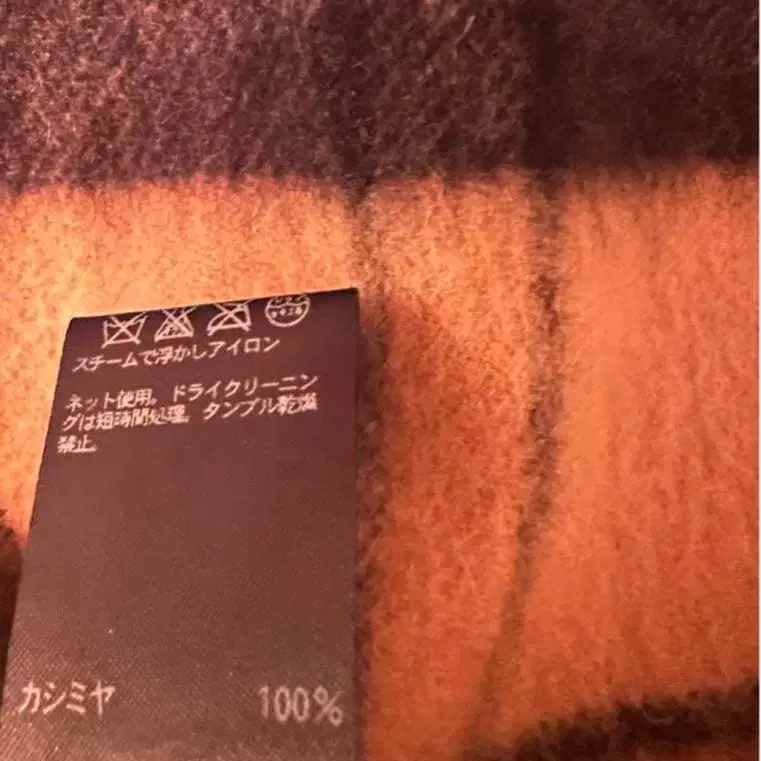 スチームで浮かしアイロン
ネット使用。ドライクリーニン
グは短時間処理。タンブル乾燥
禁止。
カシミヤ 100%